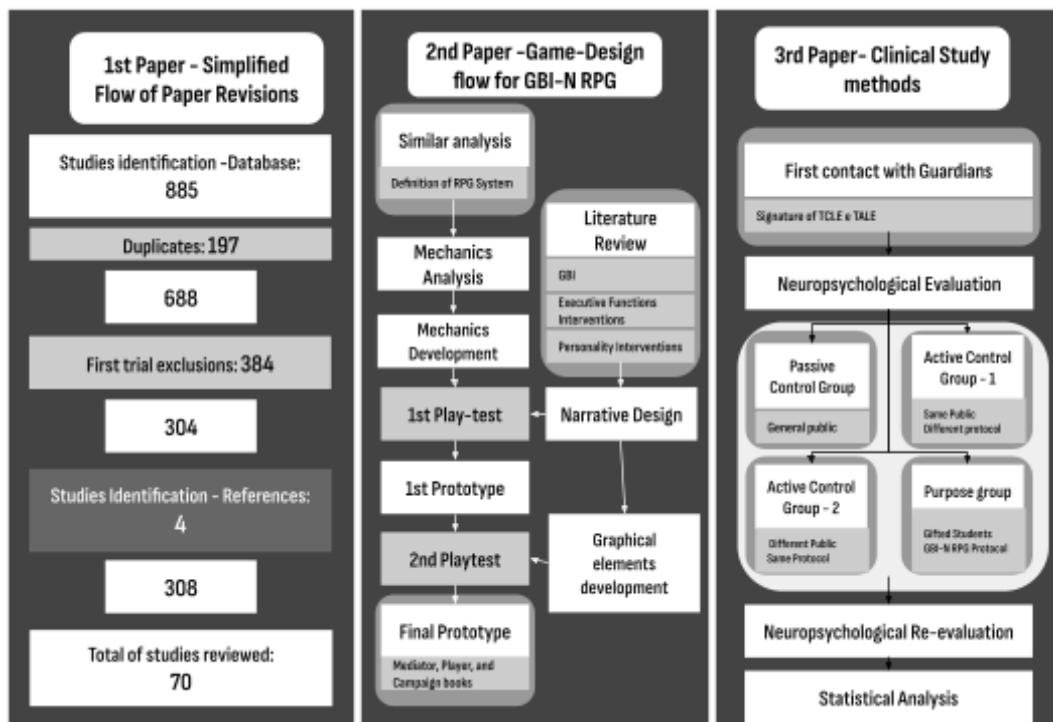 1st Paper - Simplified
Flow of Paper Revisions
Studies identification -Database:
885
Duplicates: 197
688
First trial exclusions: 384
304
Studies Identification - References:
4
308
Total of studies reviewed:
70
2nd Paper -Game-Design
flow for GBI-N RPG
Similar analysis
Definition of RPG System
Mechanics
Analysis
Mechanics
Development
1st Play-test
1st Prototype
2nd Playtest
Final Prototype
Mediator, Player, and
Campaign books
Literature
Review
GBI
Executive Functions
Interventions
Personality Interventions
Narrative Design
Graphical
elements
development
3rd Paper- Clinical Study
methods
First contact with Guardians
Signature of TCLE e TALE
Neuropsychological Evaluation
Passive
Control Group
General public
Active Control
Group - 1
Same Public
Different protocol
Active Control
Group - 2
Different Public
Same Protocol
Purpose group
Gifted Students
GBI-N RPG Protocol
Neuropsychological Re-evaluation
Statistical Analysis